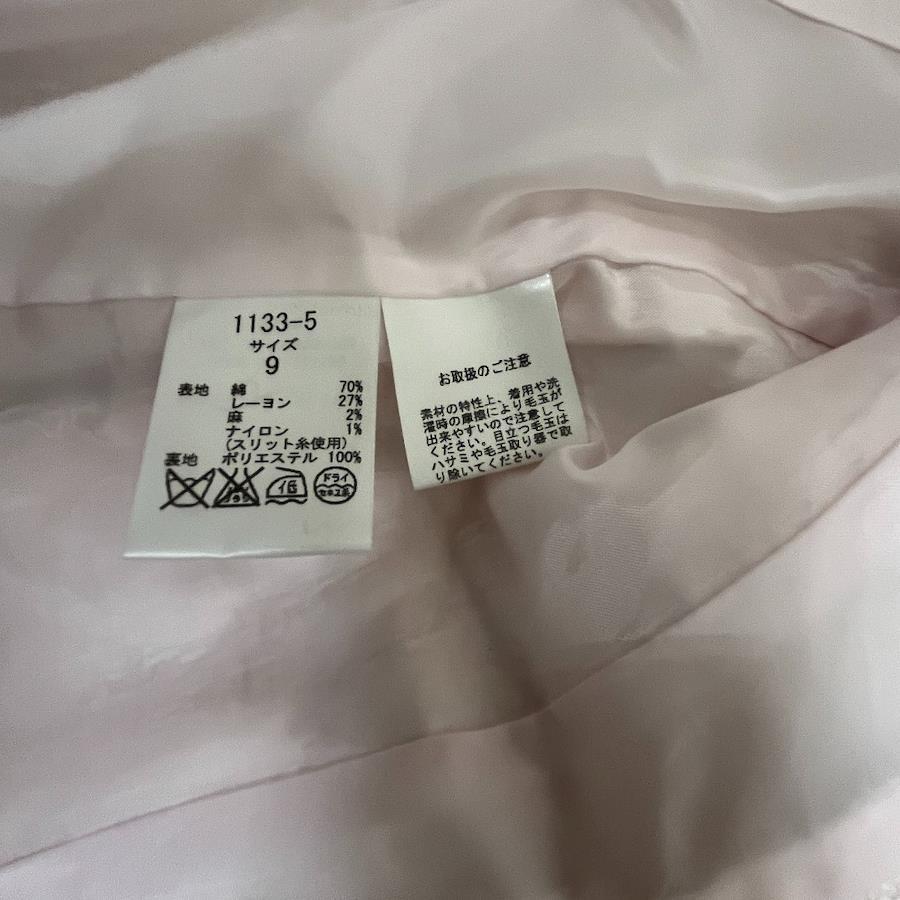 1133-5
サイズ
9
表地 綿 70%
レーヨン 27%
麻 2%
ナイロン 1%
(スリット糸使用)
裏地 ポリエステル 100%
低
ドライ
セキユ系
お取扱のご注意
素材の特性上、着用や洗
濯時の摩擦により毛玉が
出来やすいので注意して
ください。目立つ毛玉は
ハサミや毛玉取り器で取
り除いてください。